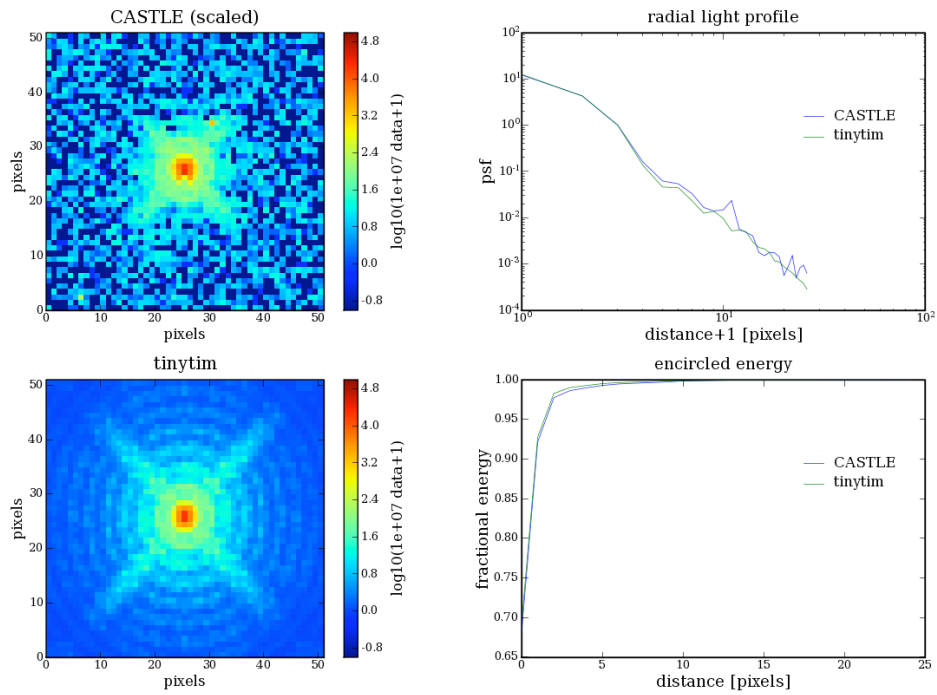 CASTLE (scaled)
50
40
30
20
10
0
pixels
0 10 20 30 40 50
pixels
4.8
4.0
3.2
2.4
1.6
0.8
0.0
-0.8
log10(1e+07 data+1)
radial light profile
10^2
10^1
10^0
10^-1
10^-2
10^-3
10^-4
psf
CASTLE
tinytim
10^0 10^1 10^2
distance+1 [pixels]
tinytim
50
40
30
20
10
0
pixels
0 10 20 30 40 50
pixels
4.8
4.0
3.2
2.4
1.6
0.8
0.0
-0.8
log10(1e+07 data+1)
encircled energy
1.00
0.95
0.90
0.85
0.80
0.75
0.70
0.65
fractional energy
CASTLE
tinytim
0 5 10 15 20 25
distance [pixels]